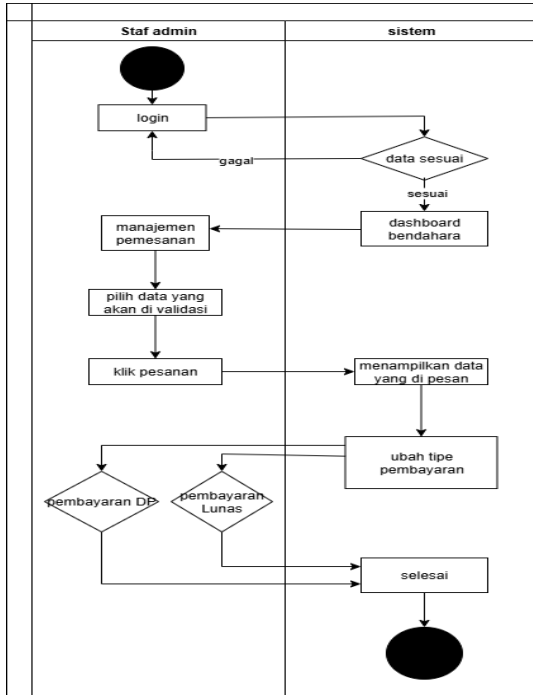 Staf admin
sistem
login
data sesuai
gagal
sesuai
manajemen
pemesanan
dashboard
bendahara
pilih data yang
akan di validasi
klik pesanan
menampilkan data
yang di pesan
ubah tipe
pembayaran
pembayaran DP
pembayaran
Lunas
selesai